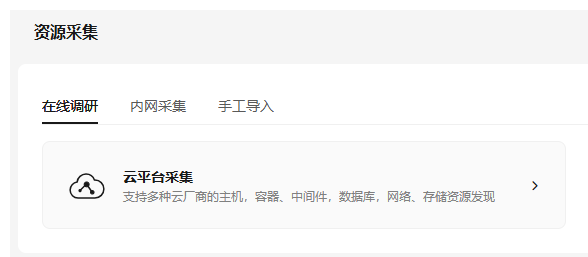 资源采集
在线调研 内网采集 手工导入
云平台采集
支持多种云厂商的主机，容器、中间件，数据库，网络、存储资源发现